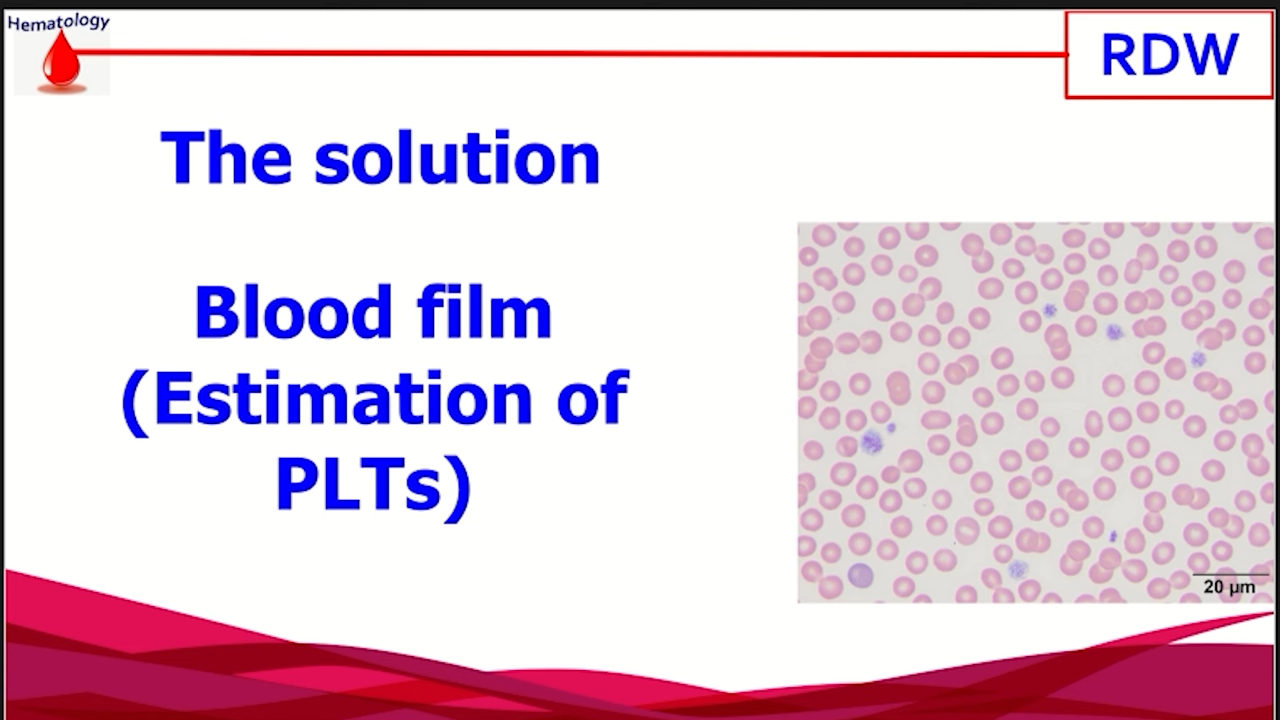 Hematology
RDW
The solution
Blood film
(Estimation of
PLTs)
20 µm